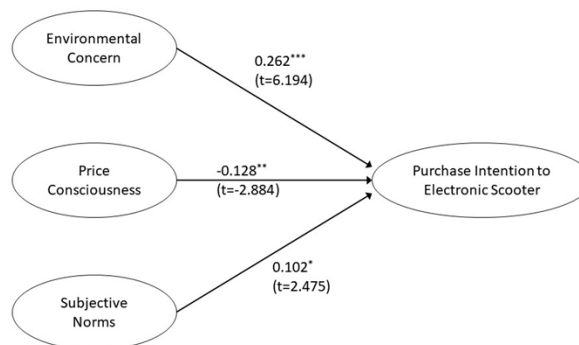 Environmental
Concern
0.262***
(t=6.194)
Price
Consciousness
-0.128**
(t=-2.884)
Purchase Intention to
Electronic Scooter
0.102*
(t=2.475)
Subjective
Norms